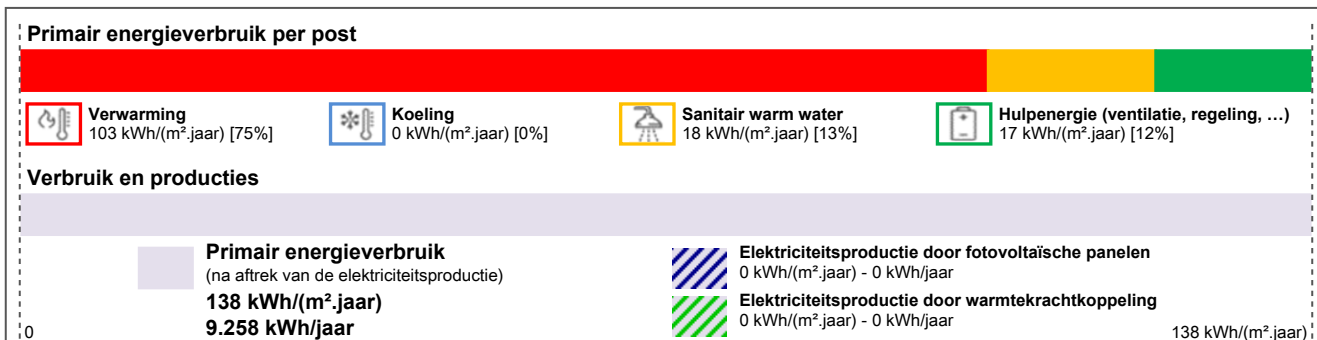 Primair energieverbruik per post
Verwarming
103 kWh/(m².jaar) [75%]
Koeling
0 kWh/(m².jaar) [0%]
Sanitair warm water
18 kWh/(m².jaar) [13%]
Hulpenergie (ventilatie, regeling, …)
17 kWh/(m².jaar) [12%]
Verbruik en producties
Primair energieverbruik
(na aftrek van de elektriciteitsproductie)
138 kWh/(m².jaar)
9.258 kWh/jaar
Elektriciteitsproductie door fotovoltaïsche panelen
0 kWh/(m².jaar) - 0 kWh/jaar
Elektriciteitsproductie door warmtekrachtkoppeling
0 kWh/(m².jaar) - 0 kWh/jaar
0
138 kWh/(m².jaar)